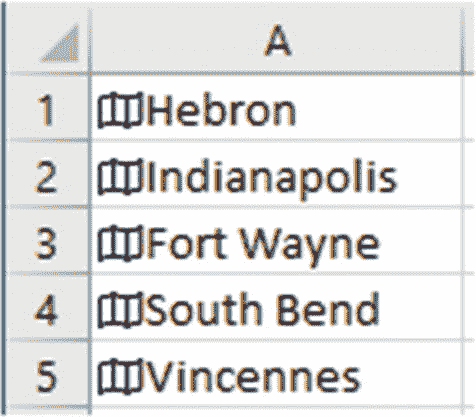 A
1 Hebron
2 Indianapolis
3 Fort Wayne
4 South Bend
5 Vincennes